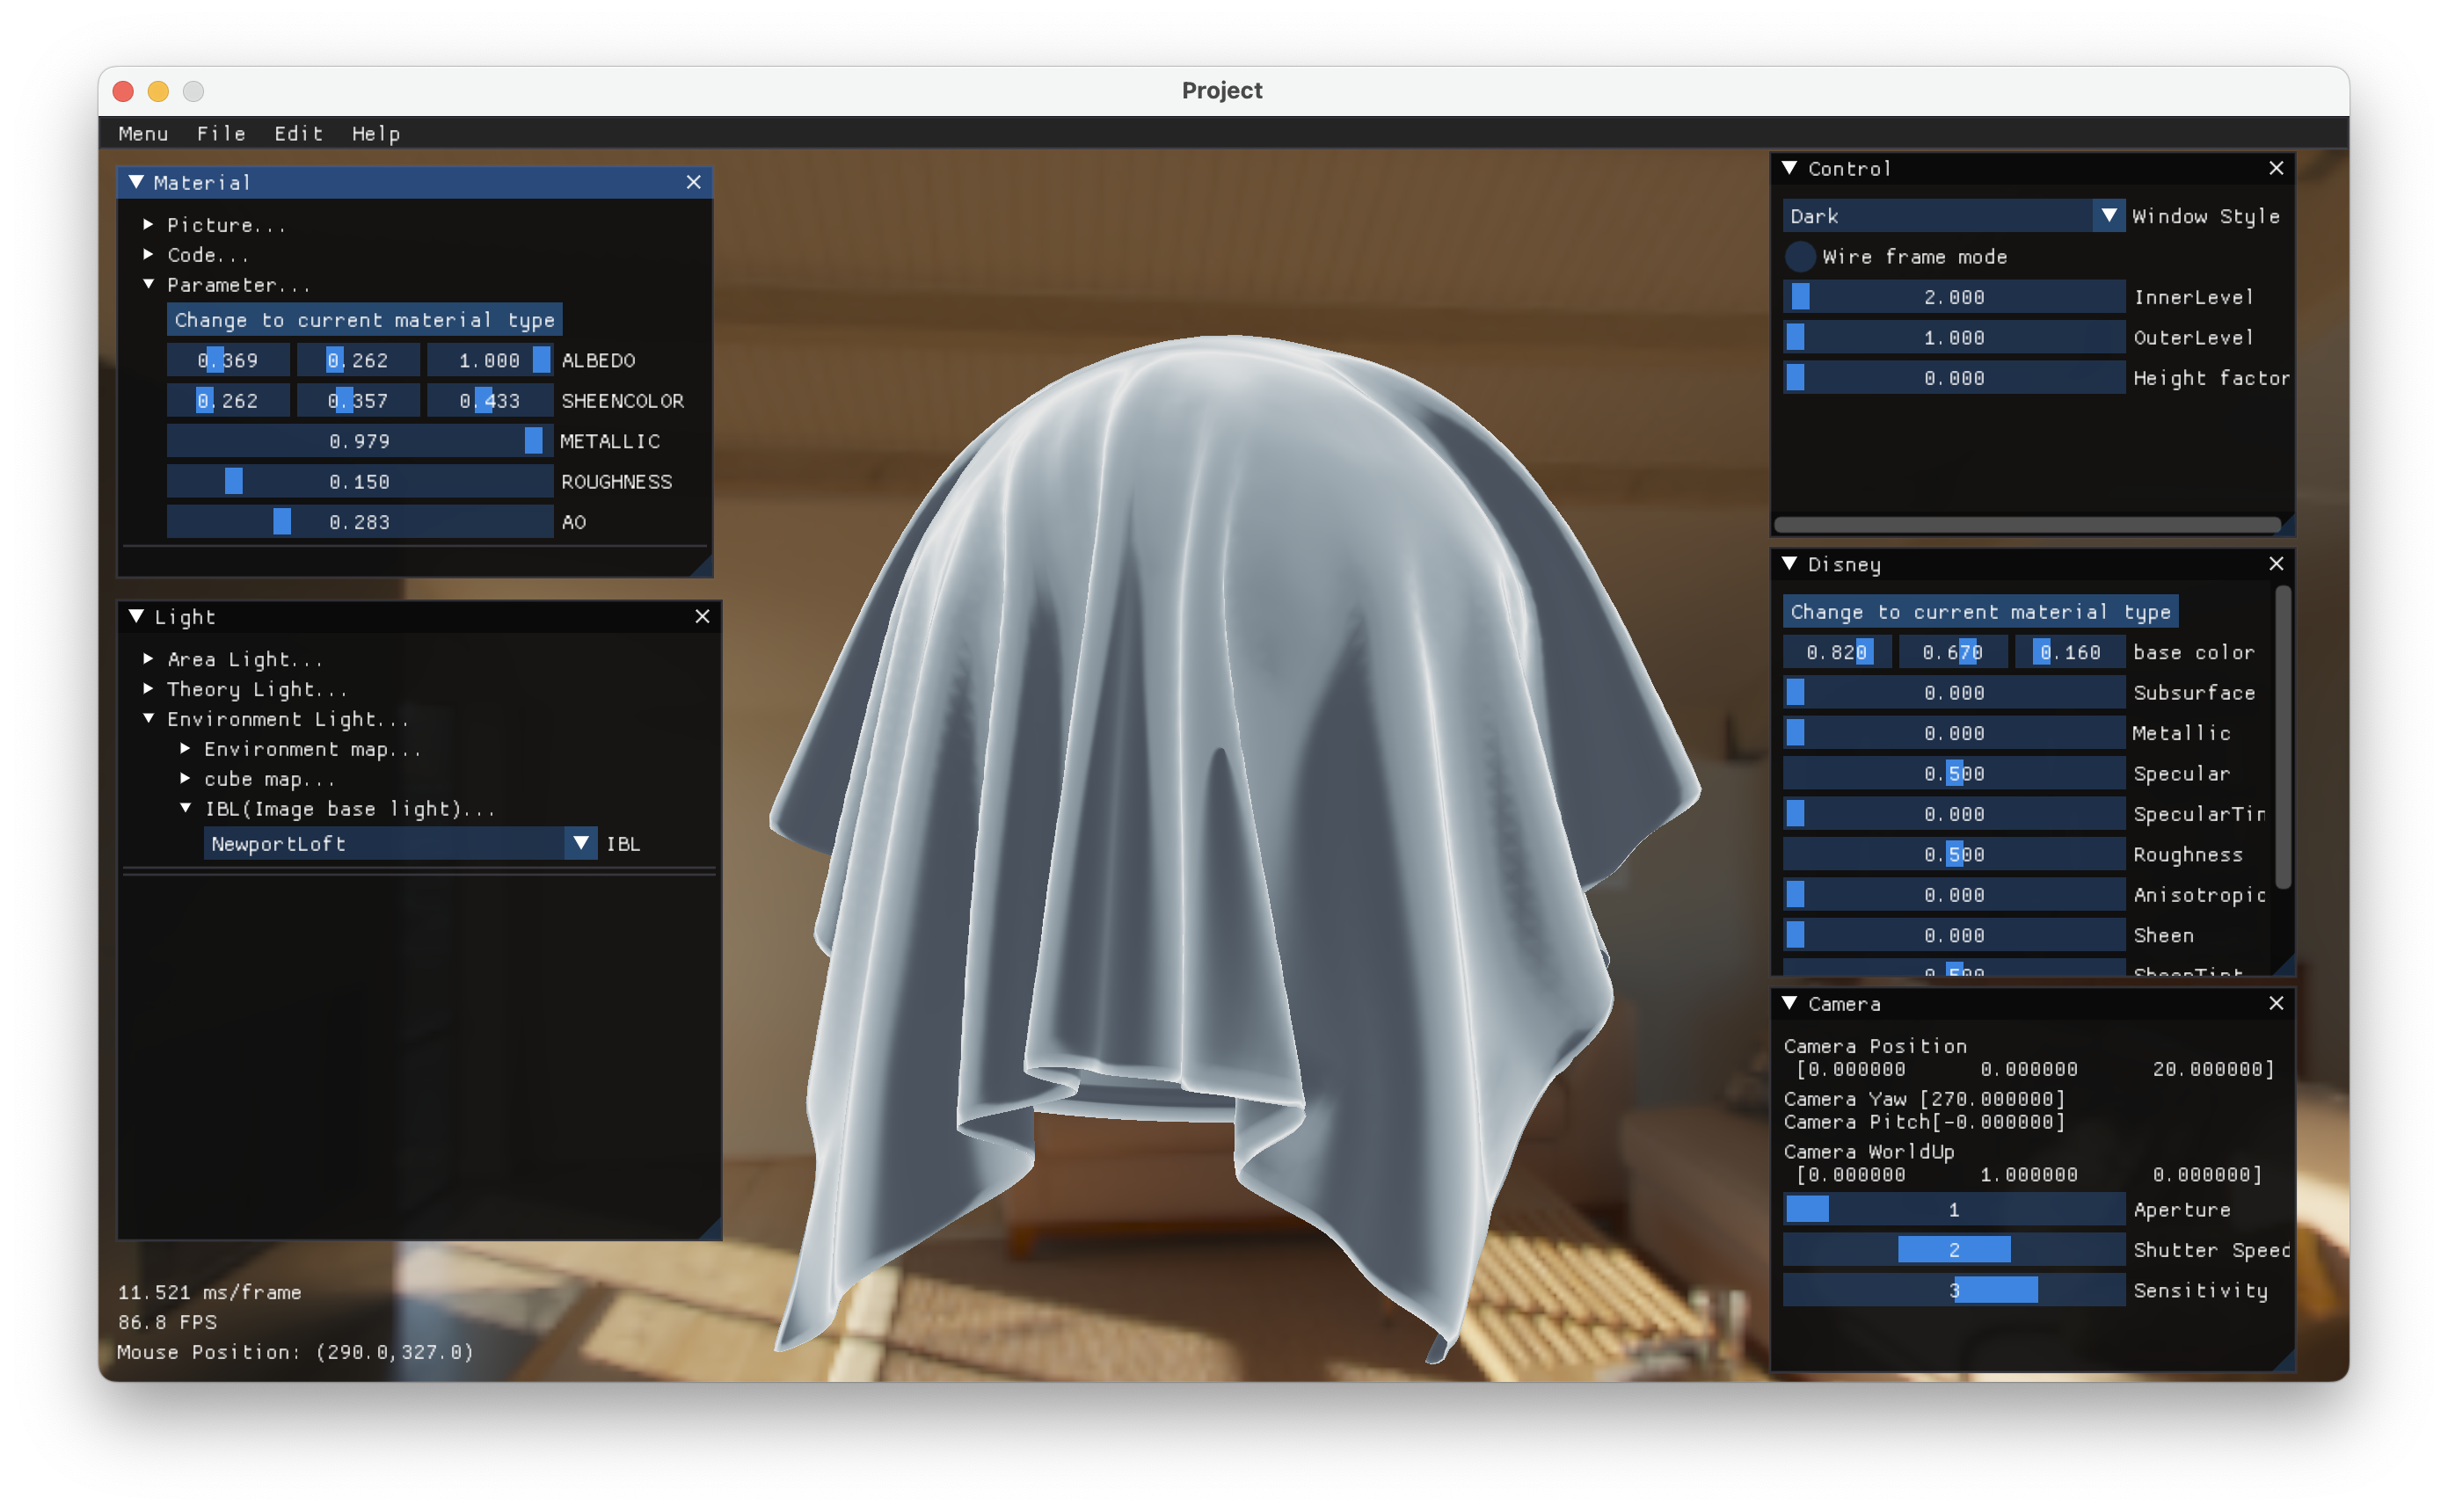 Project
Menu File Edit Help
Material
Picture...
Code...
Parameter...
Change to current material type
0.369 0.262 1.000 ALBEDO
0.262 0.357 0.433 SHEENCOLOR
0.979 METALLIC
0.150 ROUGHNESS
0.283 AO
Light
Area Light...
Theory Light...
Environment Light...
Environment map...
cube map...
IBL(Image base light)...
NewportLoft IBL
11.521 ms/frame
86.8 FPS
Mouse Position: (290.0,327.0)
Control
Dark Window Style
Wire frame mode
2.000 InnerLevel
1.000 OuterLevel
0.000 Height factor
Disney
Change to current material type
0.820 0.670 0.160 base color
0.000 Subsurface
0.000 Metallic
0.500 Specular
0.000 SpecularTin
0.500 Roughness
0.000 Anisotropic
0.000 Sheen
0.500 SheenTint
Camera
Camera Position
[0.000000 0.000000 20.000000]
Camera Yaw [270.000000]
Camera Pitch[-0.000000]
Camera WorldUp
[0.000000 1.000000 0.000000]
1 Aperture
2 Shutter Speed
3 Sensitivity